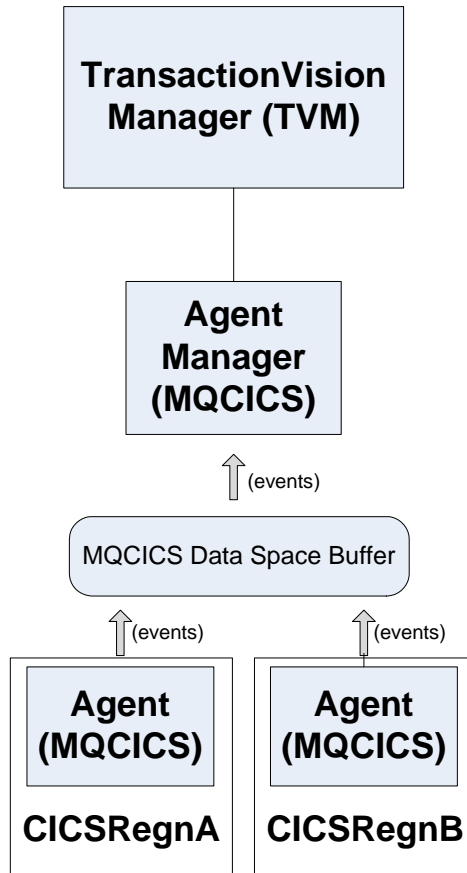 TransactionVision
Manager (TVM)
Agent
Manager
(MQCICS)
(events)
MQCICS Data Space Buffer
(events)
(events)
Agent
(MQCICS)
CICSRegnA
Agent
(MQCICS)
CICSRegnB